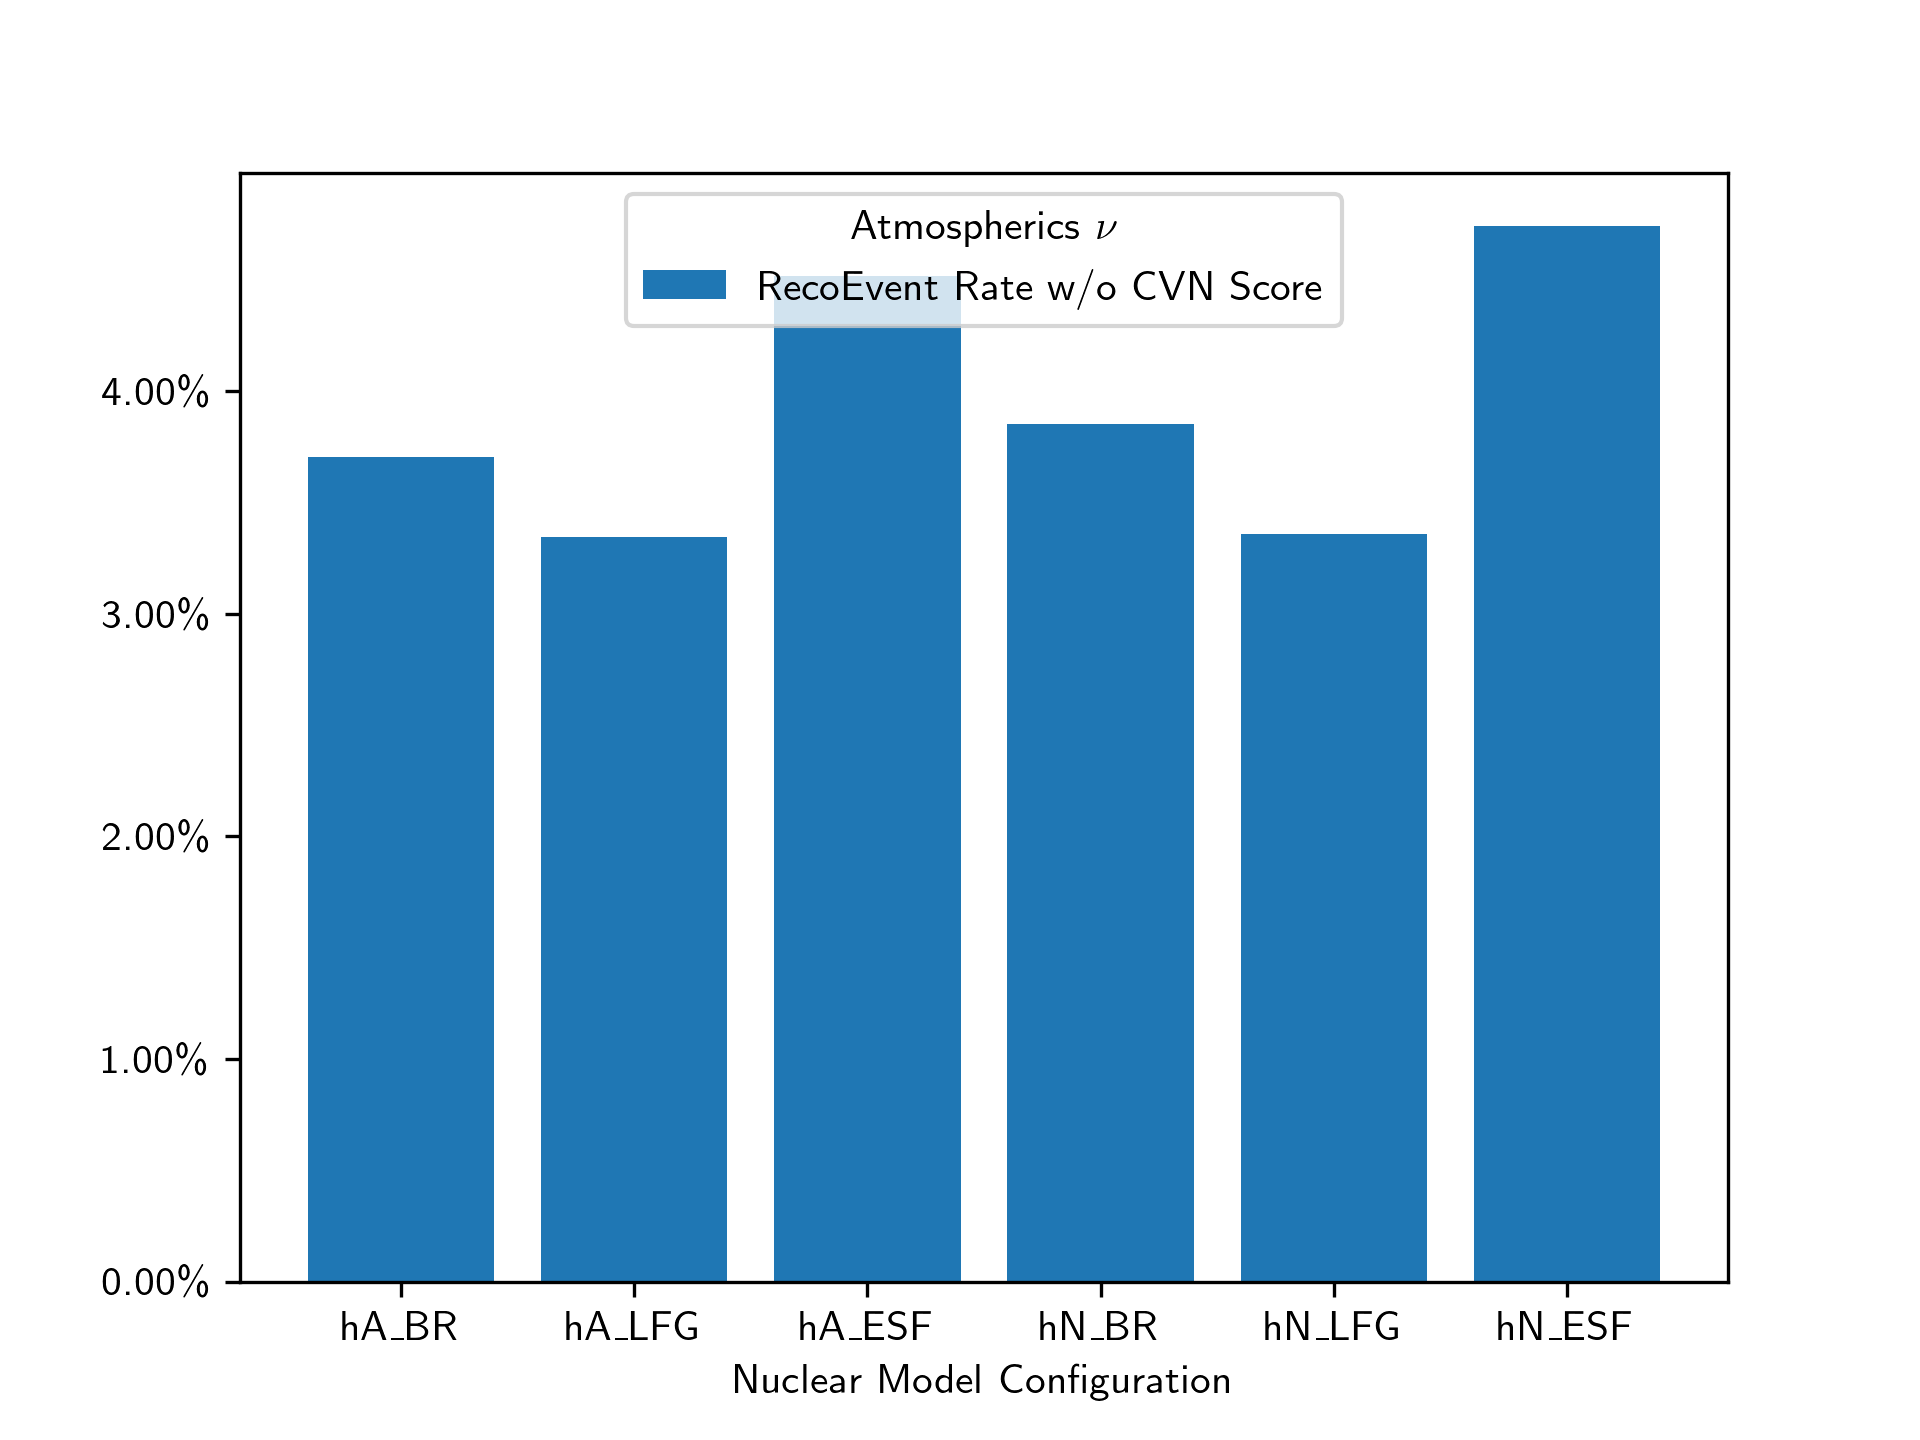 Atmospherics ν
RecoEvent Rate w/o CVN Score
4.00%
3.00%
2.00%
1.00%
0.00%
hA_BR hA_LFG hA_ESF hN_BR hN_LFG hN_ESF
Nuclear Model Configuration